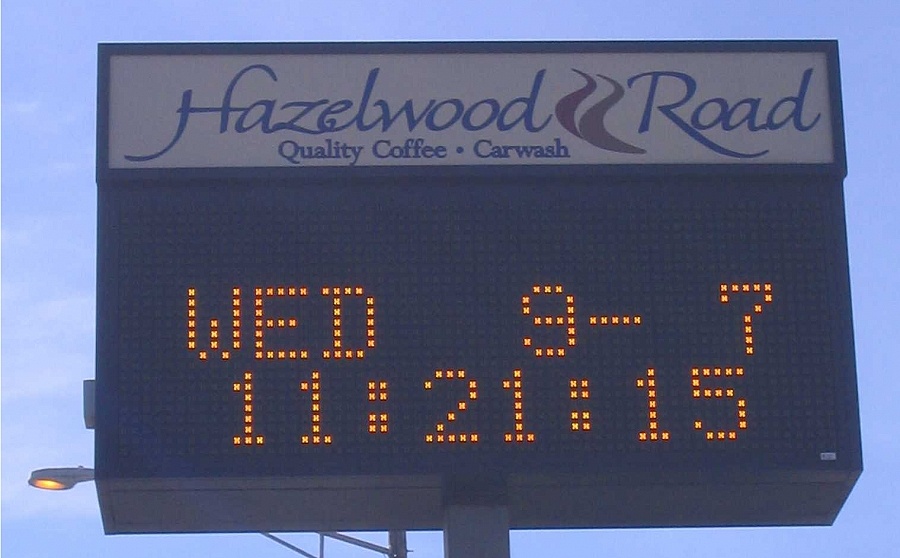 Hazelwood Road
Quality Coffee • Carwash
WED 9- 7
11:21:15